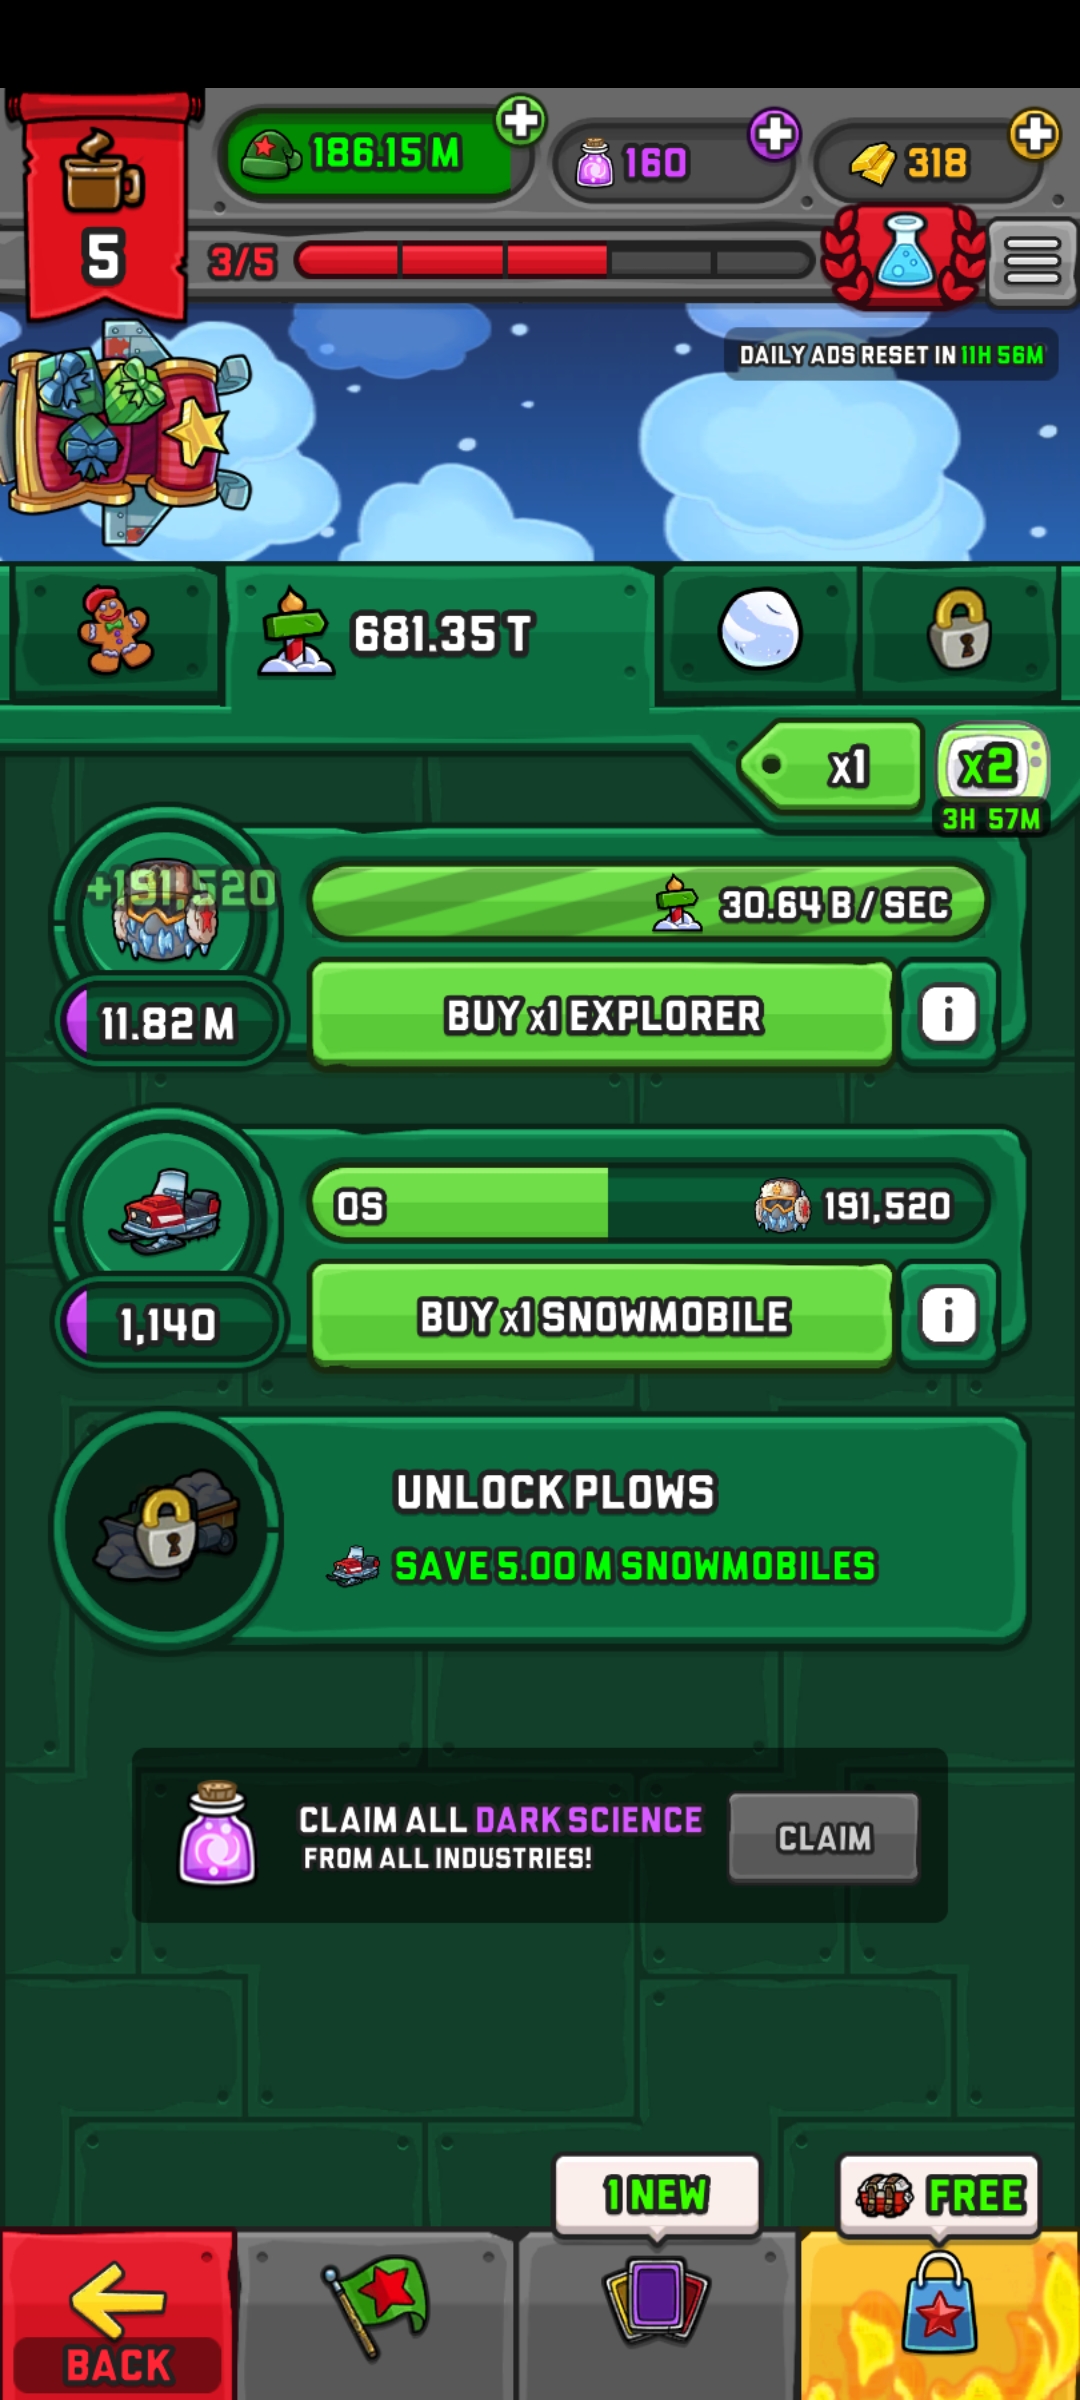 186.15 M
160
318
5
3/5
DAILY ADS RESET IN 11H 56M
681.35 T
x1
x2
3H 57M
+191,520
30.64 B / SEC
11.82 M
BUY x1 EXPLORER
i
0S
191,520
1,140
BUY x1 SNOWMOBILE
i
UNLOCK PLOWS
SAVE 5.00 M SNOWMOBILES
CLAIM ALL DARK SCIENCE
FROM ALL INDUSTRIES!
CLAIM
1 NEW
FREE
BACK